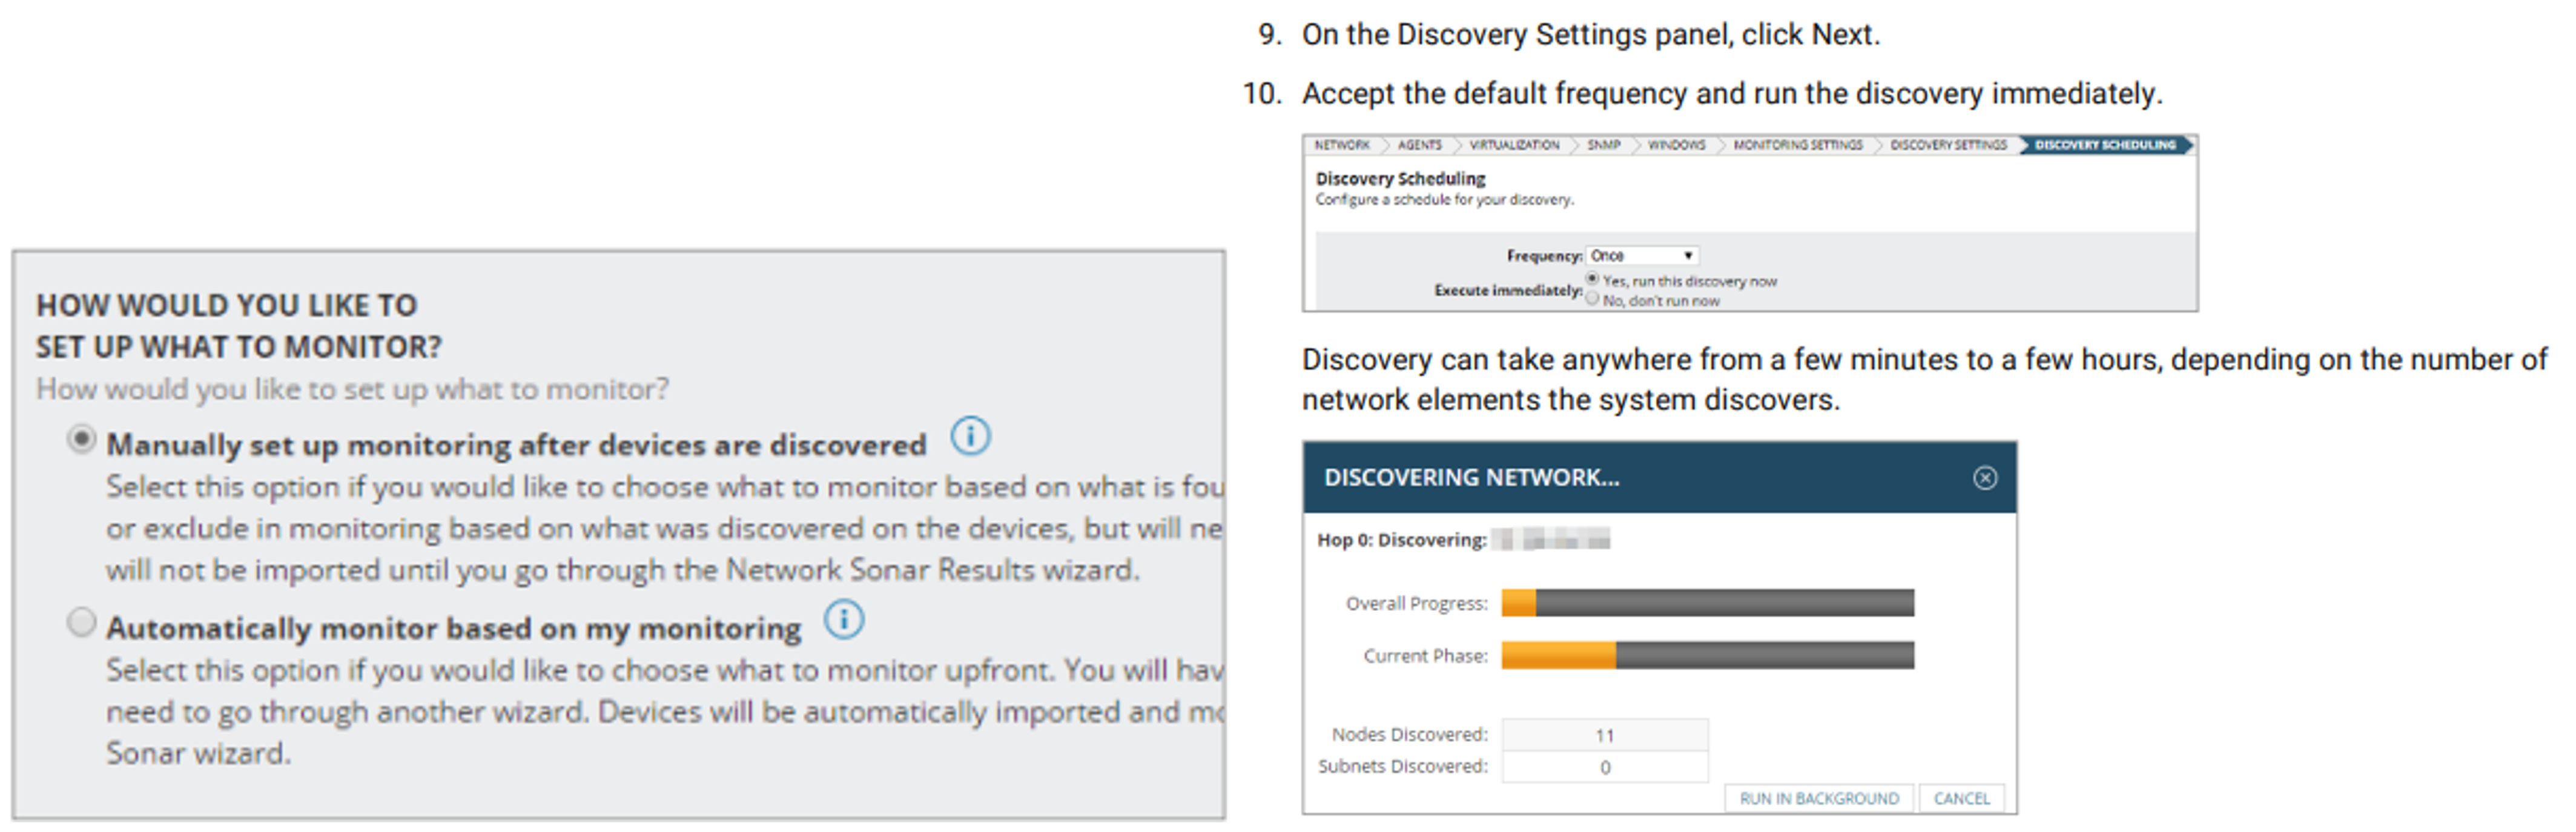 HOW WOULD YOU LIKE TO
SET UP WHAT TO MONITOR?
How would you like to set up what to monitor?
Manually set up monitoring after devices are discovered
Select this option if you would like to choose what to monitor based on what is fou
or exclude in monitoring based on what was discovered on the devices, but will ne
will not be imported until you go through the Network Sonar Results wizard.
Automatically monitor based on my monitoring
Select this option if you would like to choose what to monitor upfront. You will hav
need to go through another wizard. Devices will be automatically imported and mo
Sonar wizard.
9. On the Discovery Settings panel, click Next.
10. Accept the default frequency and run the discovery immediately.
NETWORK AGENTS VIRTUALIZATION SNMP WINDOWS MONITORING SETTINGS DISCOVERY SETTINGS DISCOVERY SCHEDULING
Discovery Scheduling
Configure a schedule for your discovery.
Frequency: Once
Execute immediately: Yes, run this discovery now
No, don't run now
Discovery can take anywhere from a few minutes to a few hours, depending on the number of
network elements the system discovers.
DISCOVERING NETWORK...
Hop 0: Discovering:
Overall Progress:
Current Phase:
Nodes Discovered: 11
Subnets Discovered: 0
RUN IN BACKGROUND CANCEL